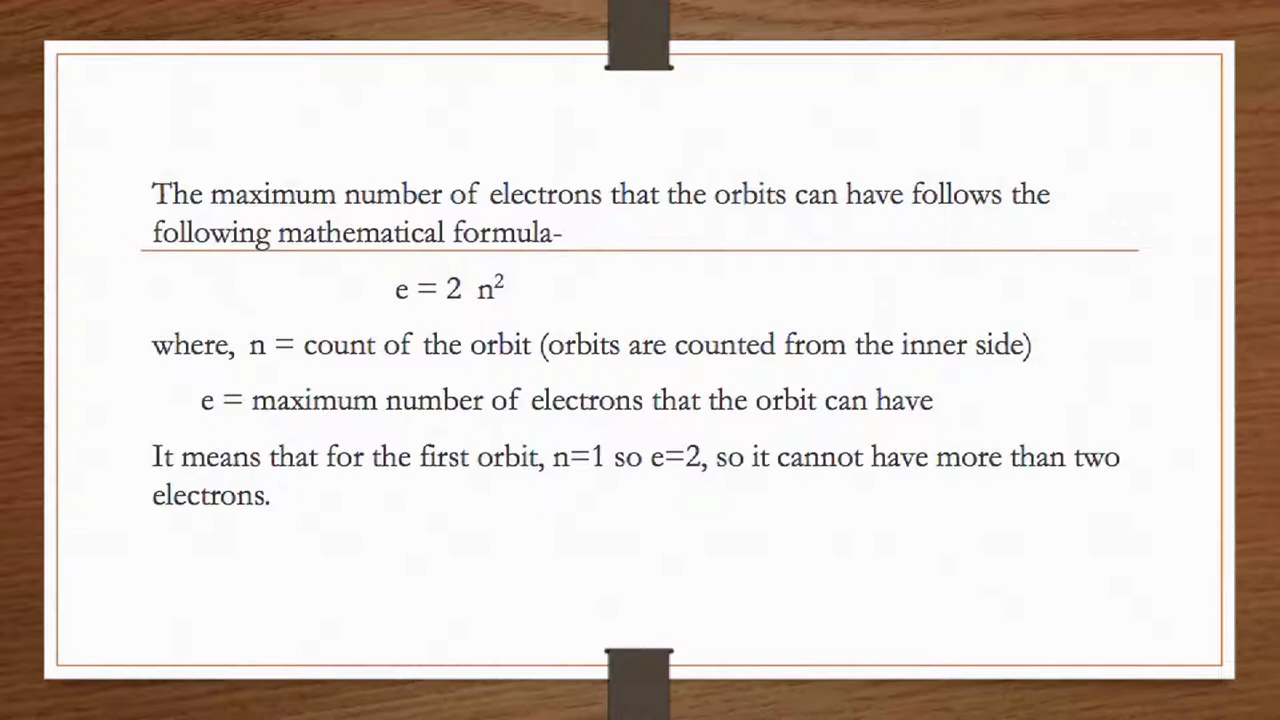 The maximum number of electrons that the orbits can have follows the
following mathematical formula-
e = 2 n²
where, n = count of the orbit (orbits are counted from the inner side)
e = maximum number of electrons that the orbit can have
It means that for the first orbit, n=1 so e=2, so it cannot have more than two
electrons.